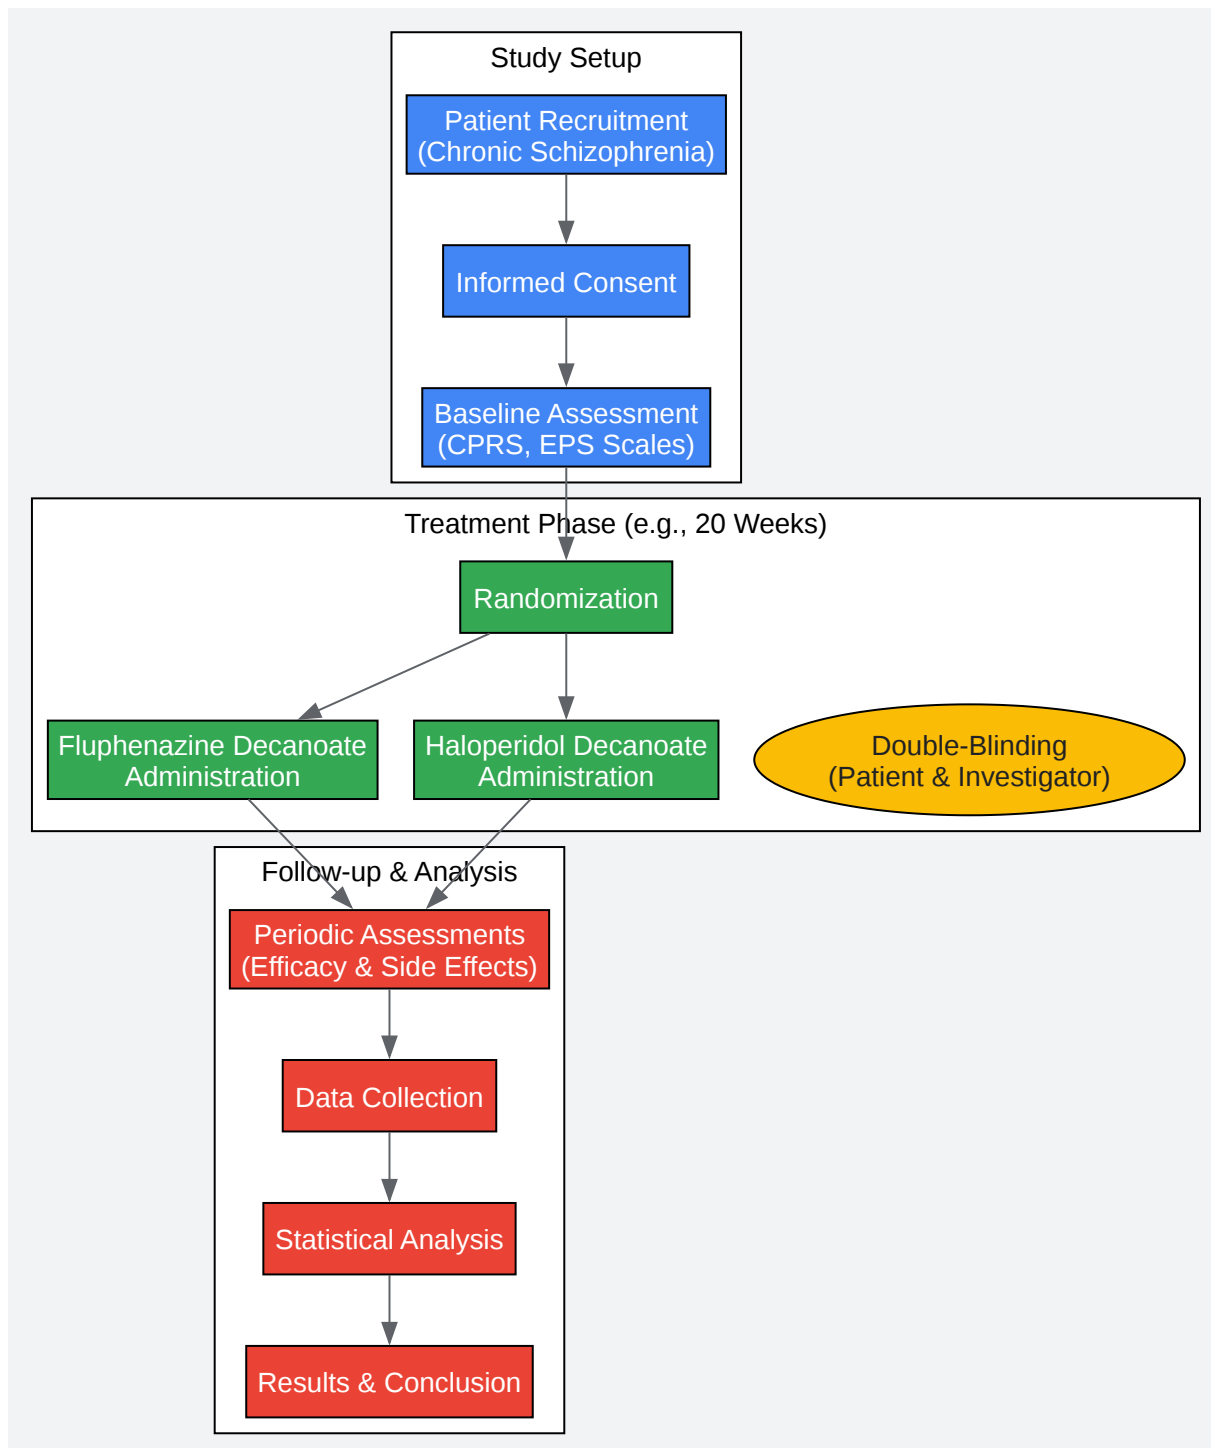 Study Setup
Patient Recruitment
(Chronic Schizophrenia)
Informed Consent
Baseline Assessment
(CPRS, EPS Scales)
Treatment Phase (e.g., 20 Weeks)
Randomization
Fluphenazine Decanoate
Administration
Haloperidol Decanoate
Administration
Double-Blinding
(Patient & Investigator)
Follow-up & Analysis
Periodic Assessments
(Efficacy & Side Effects)
Data Collection
Statistical Analysis
Results & Conclusion